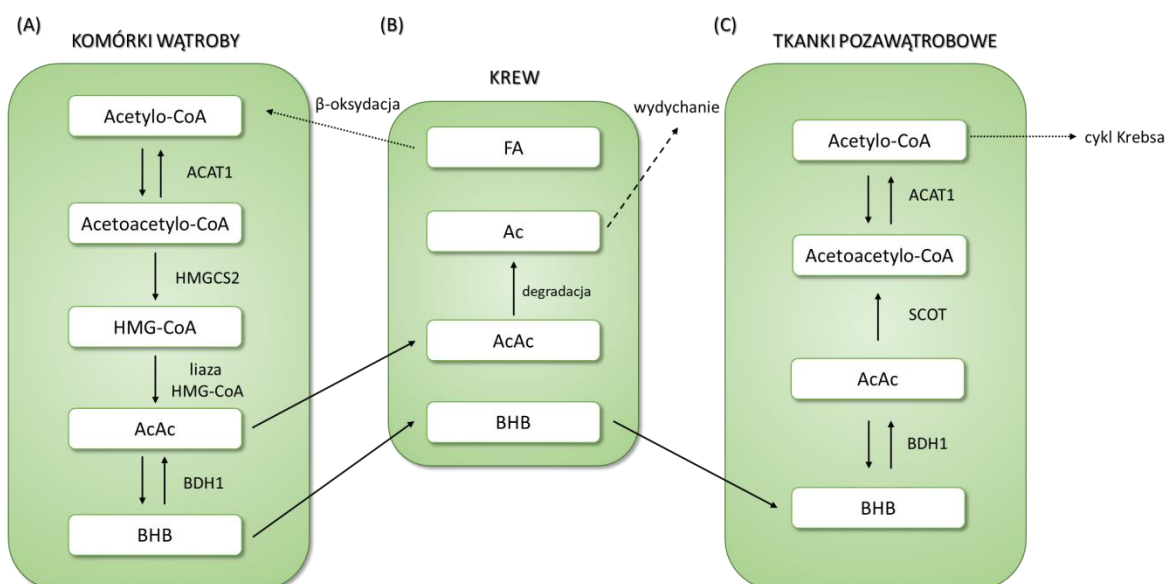 (A)
KOMÓRKI WĄTROBY
Acetylo-CoA
ACAT1
Acetoacetylo-CoA
HMGCS2
HMG-CoA
liaza
HMG-CoA
AcAc
BDH1
BHB
β-oksydacja
(B)
KREW
FA
Ac
degradacja
AcAc
BHB
wydychanie
(C)
TKANKI POZAWĄTROBOWE
Acetylo-CoA
cykl Krebsa
ACAT1
Acetoacetylo-CoA
SCOT
AcAc
BDH1
BHB